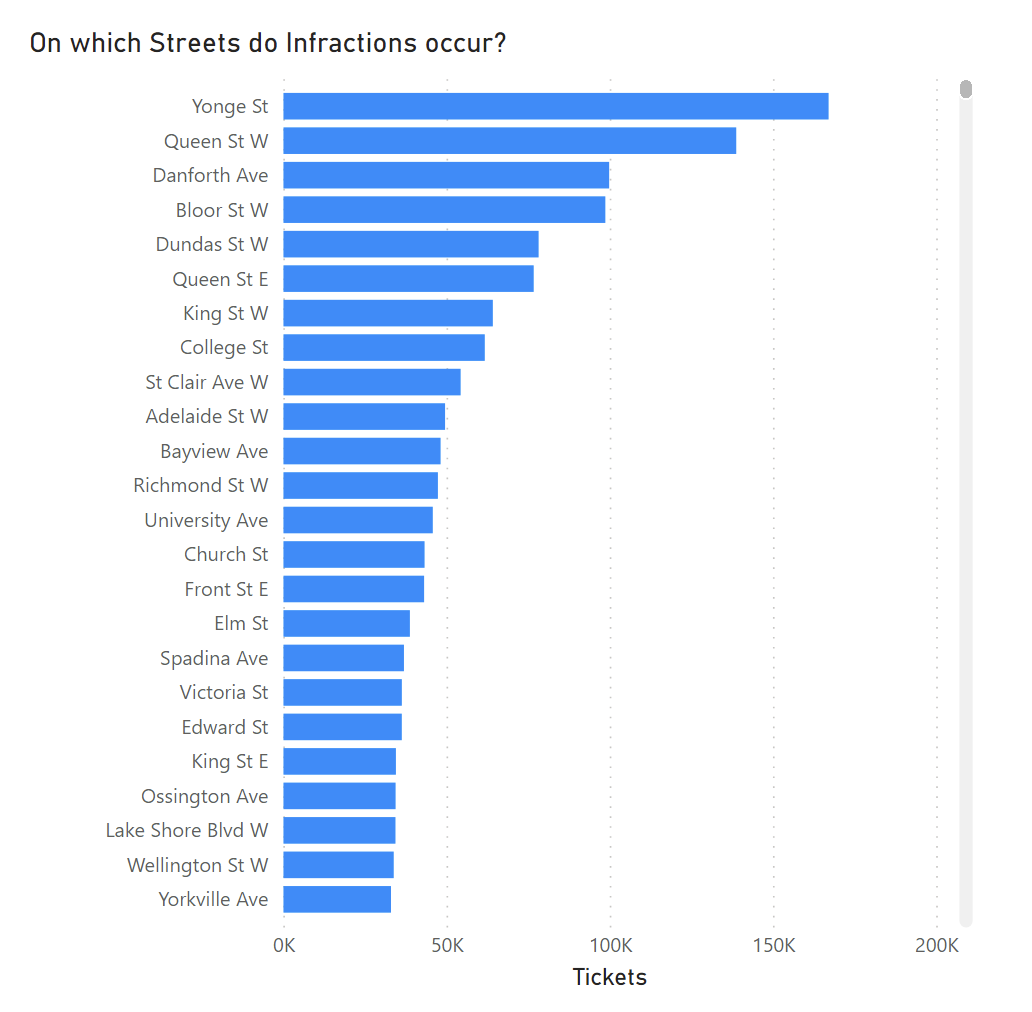 On which Streets do Infractions occur?
Yonge St
Queen St W
Danforth Ave
Bloor St W
Dundas St W
Queen St E
King St W
College St
St Clair Ave W
Adelaide St W
Bayview Ave
Richmond St W
University Ave
Church St
Front St E
Elm St
Spadina Ave
Victoria St
Edward St
King St E
Ossington Ave
Lake Shore Blvd W
Wellington St W
Yorkville Ave
0K 50K 100K 150K 200K
Tickets